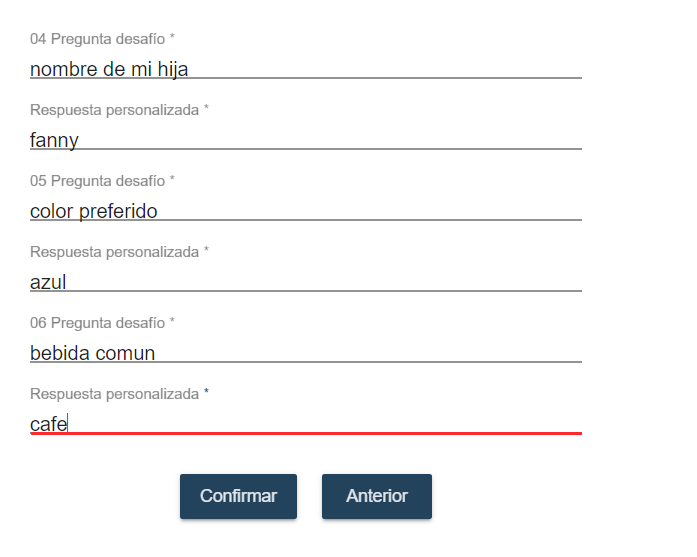 04 Pregunta desafío *
nombre de mi hija
Respuesta personalizada *
fanny
05 Pregunta desafío *
color preferido
Respuesta personalizada *
azul
06 Pregunta desafío *
bebida comun
Respuesta personalizada *
cafe
Confirmar Anterior